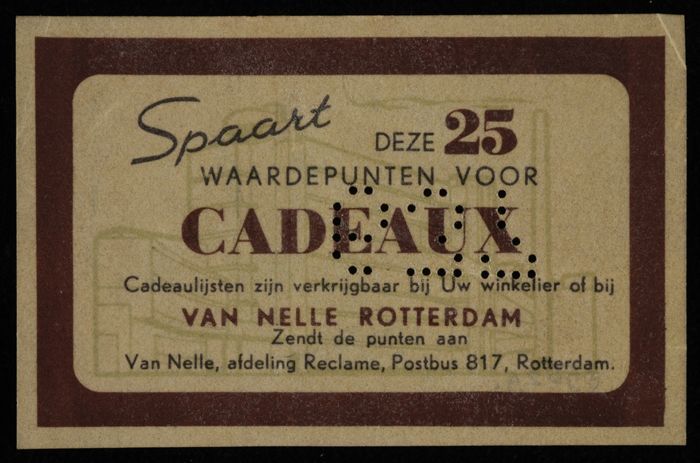 Spaart DEZE 25
WAARDEPUNTEN VOOR
CADEAUX
Cadeaulijsten zijn verkrijgbaar bij Uw winkelier of bij
VAN NELLE ROTTERDAM
Zendt de punten aan
Van Nelle, afdeling Reclame, Postbus 817, Rotterdam.